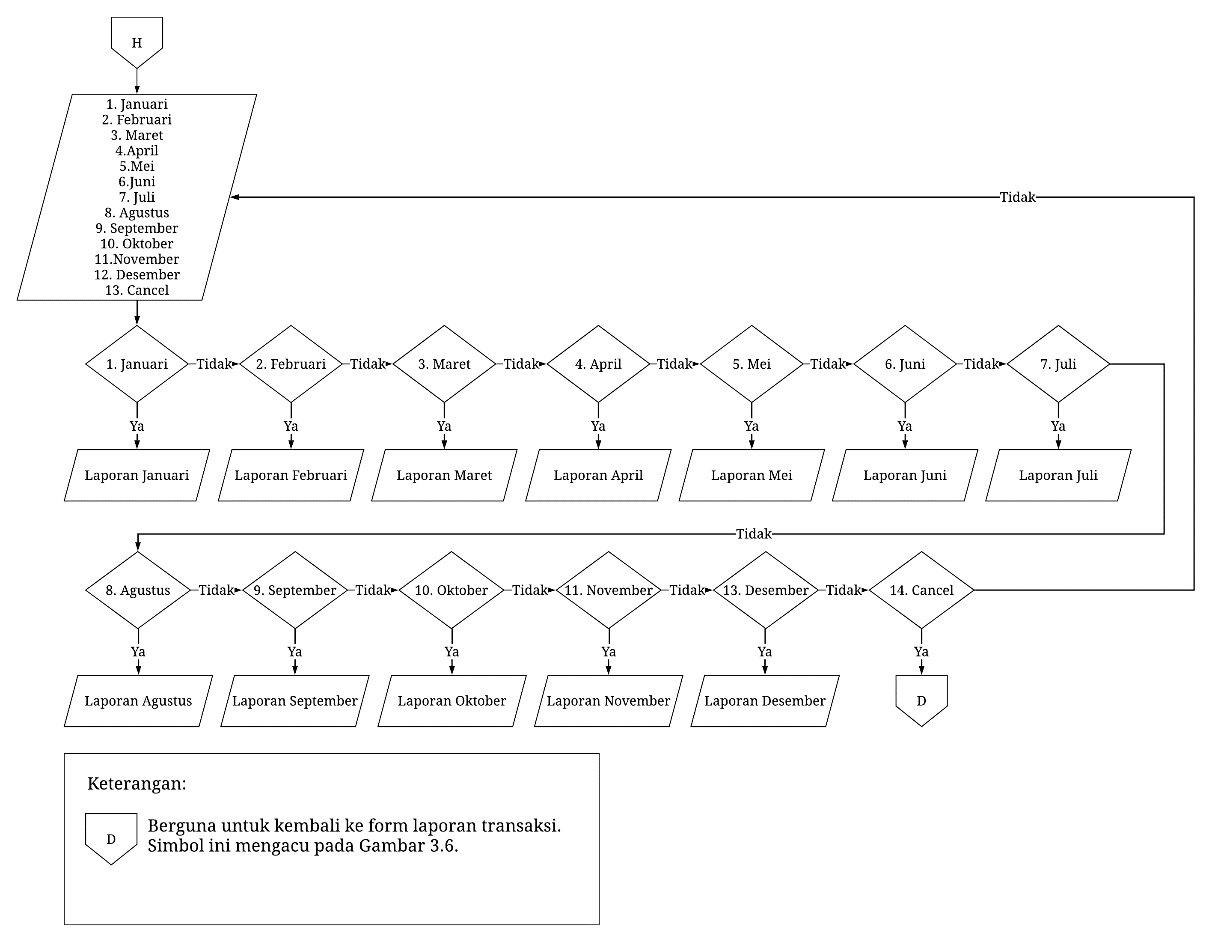 H
1. Januari
2. Februari
3. Maret
4.April
5.Mei
6.Juni
7. Juli
8. Agustus
9. September
10. Oktober
11.November
12. Desember
13. Cancel
Tidak
1. Januari
Tidak
2. Februari
Tidak
3. Maret
Tidak
4. April
Tidak
5. Mei
Tidak
6. Juni
Tidak
7. Juli
Ya
Ya
Ya
Ya
Ya
Ya
Ya
Laporan Januari
Laporan Februari
Laporan Maret
Laporan April
Laporan Mei
Laporan Juni
Laporan Juli
Tidak
8. Agustus
Tidak
9. September
Tidak
10. Oktober
Tidak
11. November
Tidak
13. Desember
Tidak
14. Cancel
Ya
Ya
Ya
Ya
Ya
Ya
Laporan Agustus
Laporan September
Laporan Oktober
Laporan November
Laporan Desember
D
Keterangan:
D
Berguna untuk kembali ke form laporan transaksi.
Simbol ini mengacu pada Gambar 3.6.